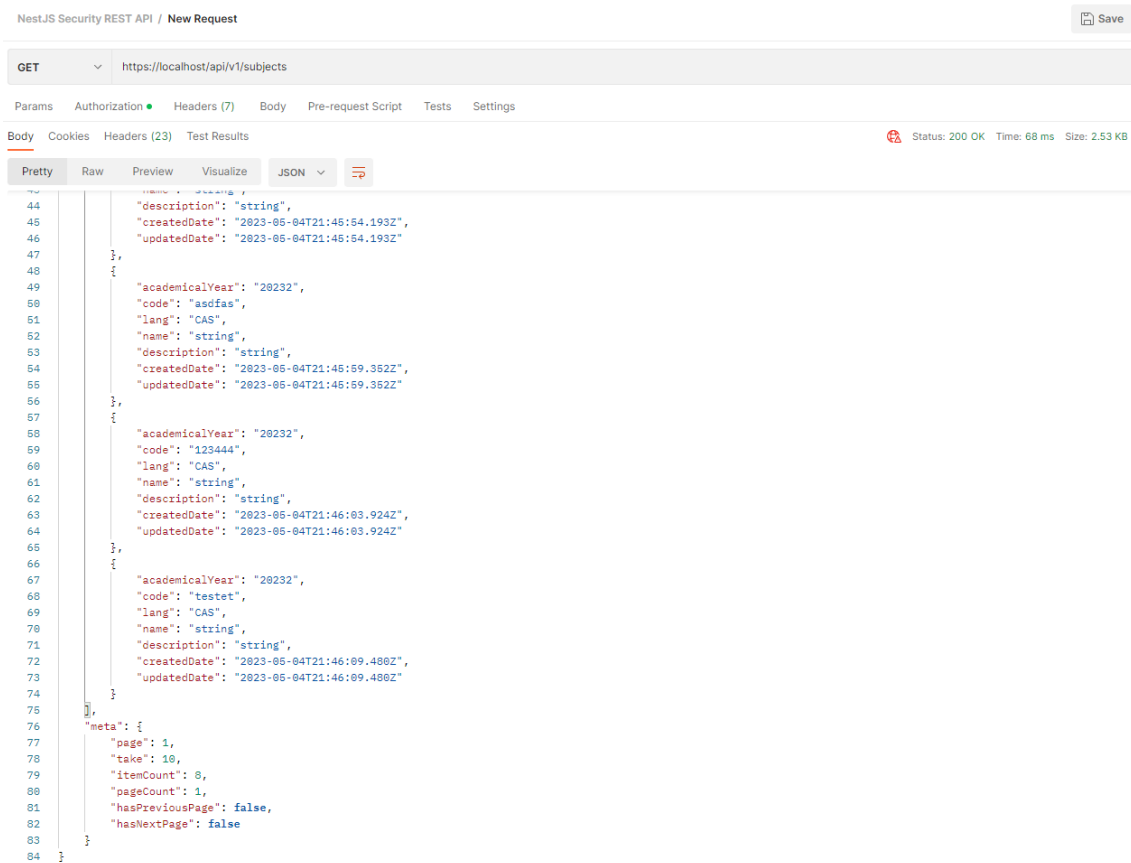 NestJS Security REST API / New Request
Save
GET https://localhost/api/v1/subjects
Params Authorization Headers (7) Body Pre-request Script Tests Settings
Body Cookies Headers (23) Test Results Status: 200 OK Time: 68 ms Size: 2.53 KB
Pretty Raw Preview Visualize JSON
43 "name": "string",
44 "description": "string",
45 "createdDate": "2023-05-04T21:45:54.193Z",
46 "updatedDate": "2023-05-04T21:45:54.193Z"
47 },
48 {
49 "academicalYear": "20232",
50 "code": "asdfas",
51 "lang": "CAS",
52 "name": "string",
53 "description": "string",
54 "createdDate": "2023-05-04T21:45:59.352Z",
55 "updatedDate": "2023-05-04T21:45:59.352Z"
56 },
57 {
58 "academicalYear": "20232",
59 "code": "123444",
60 "lang": "CAS",
61 "name": "string",
62 "description": "string",
63 "createdDate": "2023-05-04T21:46:03.924Z",
64 "updatedDate": "2023-05-04T21:46:03.924Z"
65 },
66 {
67 "academicalYear": "20232",
68 "code": "testet",
69 "lang": "CAS",
70 "name": "string",
71 "description": "string",
72 "createdDate": "2023-05-04T21:46:09.480Z",
73 "updatedDate": "2023-05-04T21:46:09.480Z"
74 }
75 ],
76 "meta": {
77 "page": 1,
78 "take": 10,
79 "itemCount": 8,
80 "pageCount": 1,
81 "hasPreviousPage": false,
82 "hasNextPage": false
83 }
84 }